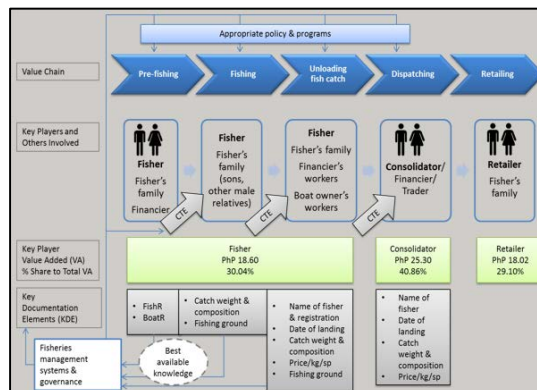 Appropriate policy & programs
Value Chain
Pre-fishing
Fishing
Unloading
fish catch
Dispatching
Retailing
Key Players and
Others Involved
Fisher
Fisher's
family
Financier
Fisher
Fisher's
family
(sons,
other male
relatives)
Fisher
Fisher's family
Financier's
workers
Boat owner's
workers
Consolidator/
Financier/
Trader
Retailer
Fisher's
family
CTE
CTE
CTE
Key Player
Value Added (VA)
% Share to Total VA
Fisher
PhP 18.60
30.04%
Consolidator
PhP 25.30
40.86%
Retailer
PhP 18.02
29.10%
Key
Documentation
Elements (KDE)
• FishR
• BoatR
• Catch weight &
composition
• Fishing ground
• Name of fisher
& registration
• Date of landing
• Catch weight &
composition
• Price/kg/sp
• Fishing ground
• Name of
fisher
• Date of
landing
• Catch
weight &
composition
• Price/kg/sp
Fisheries
management
systems &
governance
Best
available
knowledge